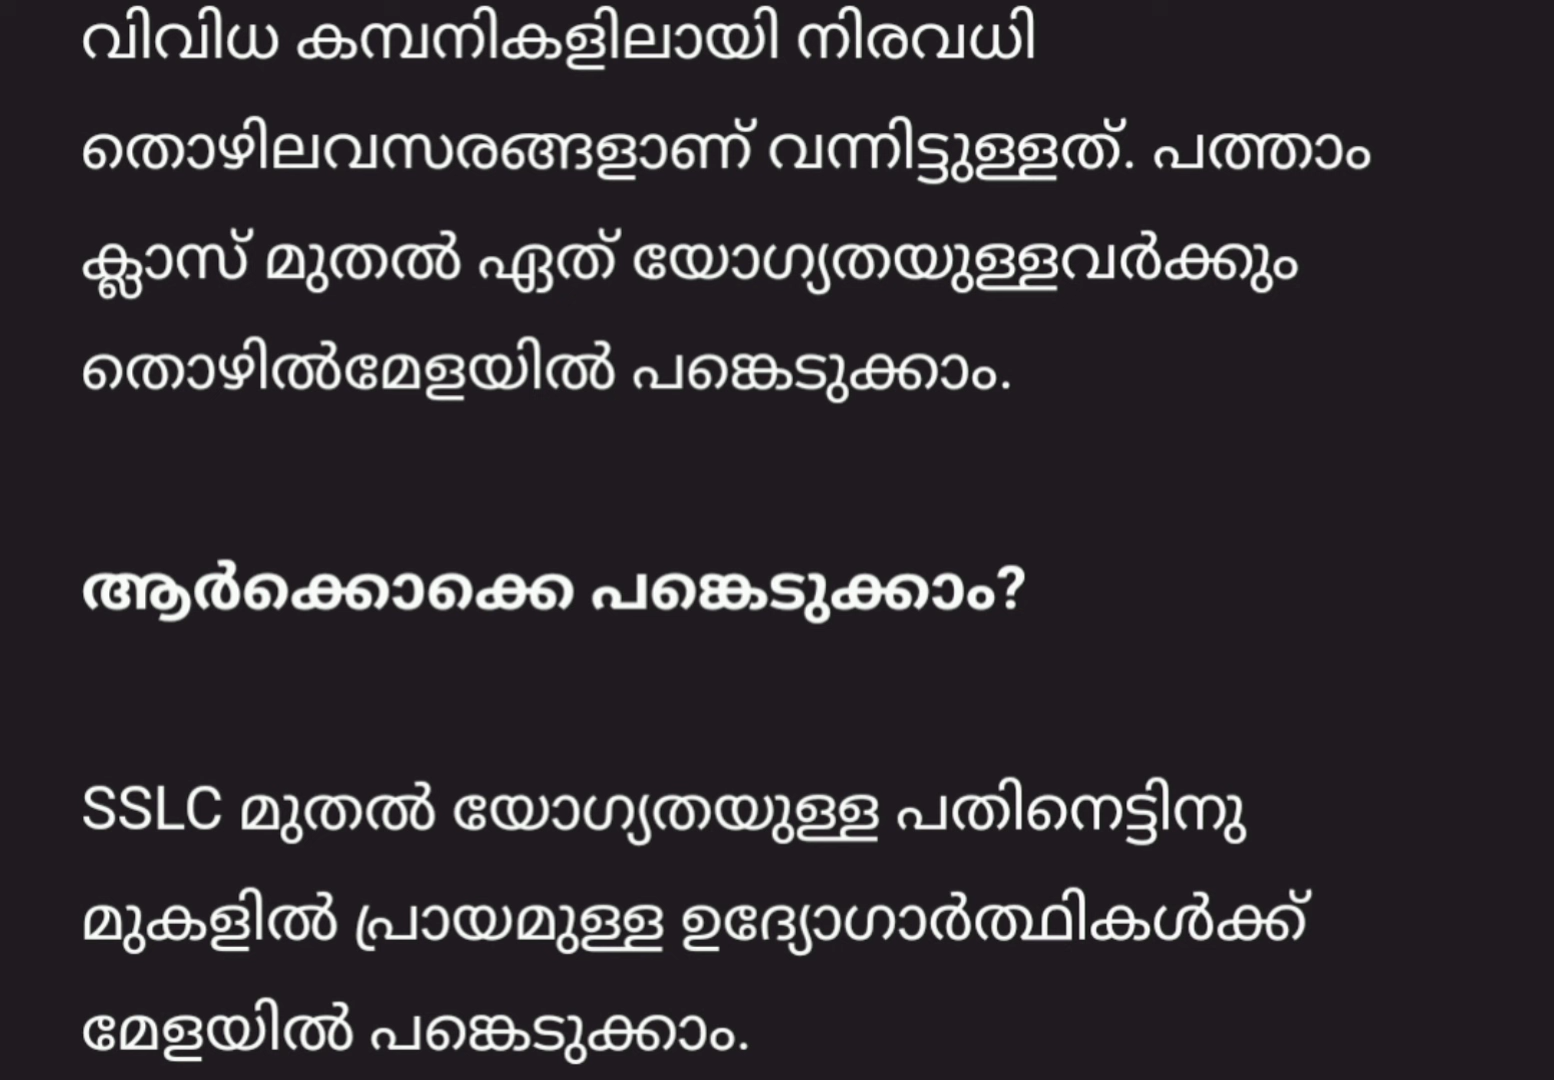 വിവിധ കമ്പനികളിലായി നിരവധി
തൊഴിലവസരങ്ങളാണ് വന്നിട്ടുള്ളത്. പത്താം
ക്ലാസ് മുതൽ ഏത് യോഗ്യതയുള്ളവർക്കും
തൊഴിൽമേളയിൽ പങ്കെടുക്കാം.
ആർക്കൊക്കെ പങ്കെടുക്കാം?
SSLC മുതൽ യോഗ്യതയുള്ള പതിനെട്ടിനു
മുകളിൽ പ്രായമുള്ള ഉദ്യോഗാർത്ഥികൾക്ക്
മേളയിൽ പങ്കെടുക്കാം.